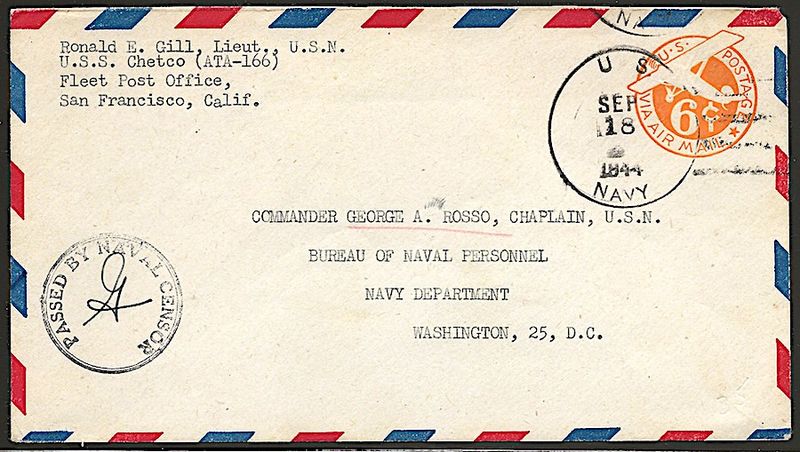 Ronald E. Gill, Lieut., U.S.N.
U.S.S. Chetco (ATA-166)
Fleet Post Office,
San Francisco, Calif.
NA
U S
SEP
18
1944
NAVY
U.S. POSTAGE
6¢
VIA AIR MAIL
COMMANDER GEORGE A. ROSSO, CHAPLAIN, U.S.N.
BUREAU OF NAVAL PERSONNEL
NAVY DEPARTMENT
WASHINGTON, 25, D.C.
PASSED BY NAVAL CENSOR